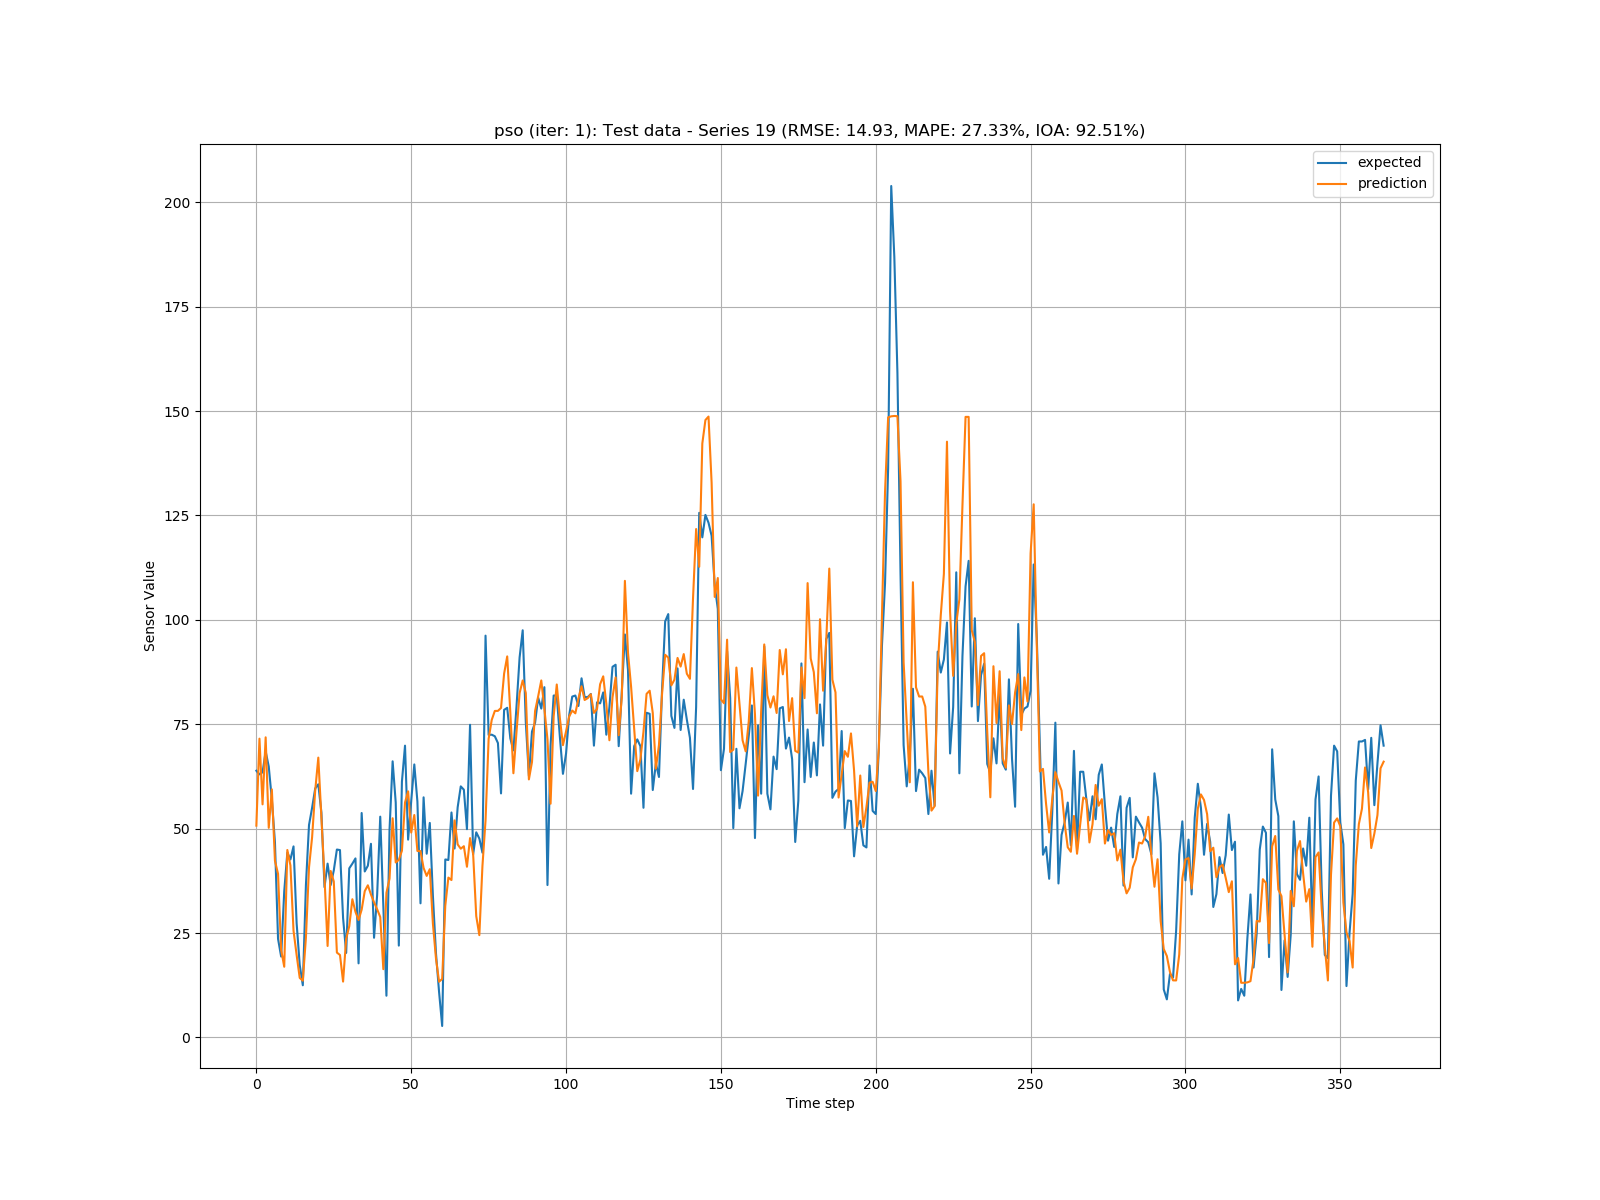 pso (iter: 1): Test data - Series 19 (RMSE: 14.93, MAPE: 27.33%, IOA: 92.51%)
expected
prediction
200
175
150
125
100
75
50
25
0
Sensor Value
0 50 100 150 200 250 300 350
Time step